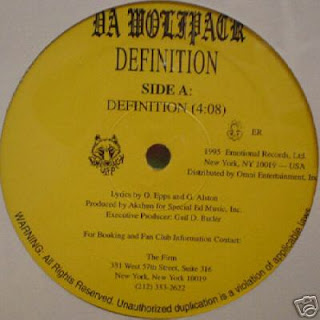 DA WOLFPACK
DEFINITION
SIDE A:
DEFINITION (4:08)
ER
1995 Emotional Records, Ltd.
New York, NY 10019 — USA
Distributed by Omni Entertainment, Inc
Lyrics by O. Epps and G. Alston
Produced by Akshun for Special Ed Music, Inc.
Executive Producer: Gail D. Butler
For Booking and Fan Club Information Contact:
The Firm
351 West 57th Street, Suite 316
New York, New York 10019
(212) 353-3622
WARNING: All Rights Reserved. Unauthorized duplication is a violation of applicable laws.